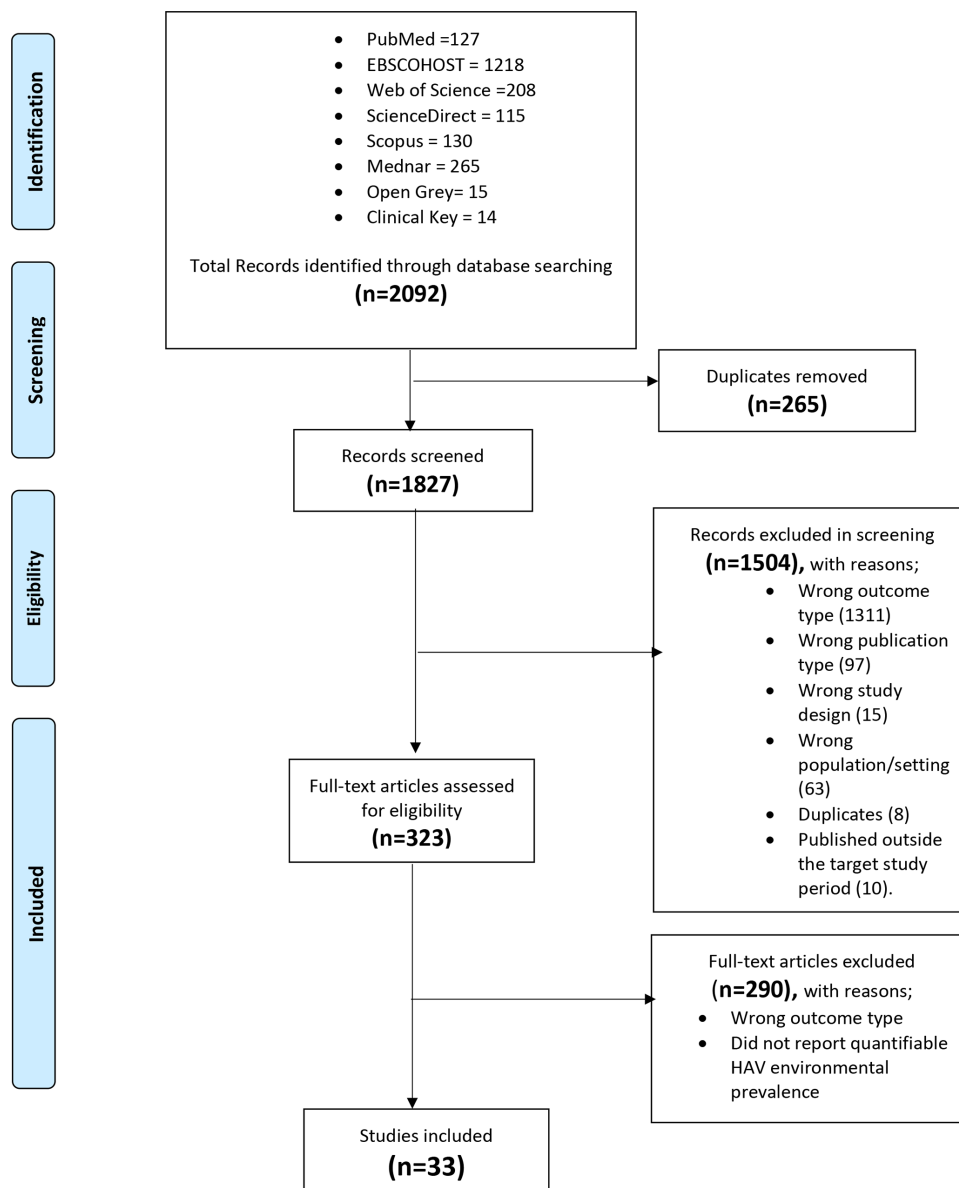 Identification
• PubMed =127
• EBSCOHOST = 1218
• Web of Science =208
• ScienceDirect = 115
• Scopus = 130
• Mednar = 265
• Open Grey= 15
• Clinical Key = 14
Total Records identified through database searching
(n=2092)
Screening
Duplicates removed
(n=265)
Records screened
(n=1827)
Eligibility
Records excluded in screening
(n=1504), with reasons;
• Wrong outcome
type (1311)
• Wrong publication
type (97)
• Wrong study
design (15)
• Wrong
population/setting
(63)
• Duplicates (8)
• Published outside
the target study
period (10).
Full-text articles assessed
for eligibility
(n=323)
Included
Full-text articles excluded
(n=290), with reasons;
• Wrong outcome type
• Did not report quantifiable
HAV environmental
prevalence
Studies included
(n=33)